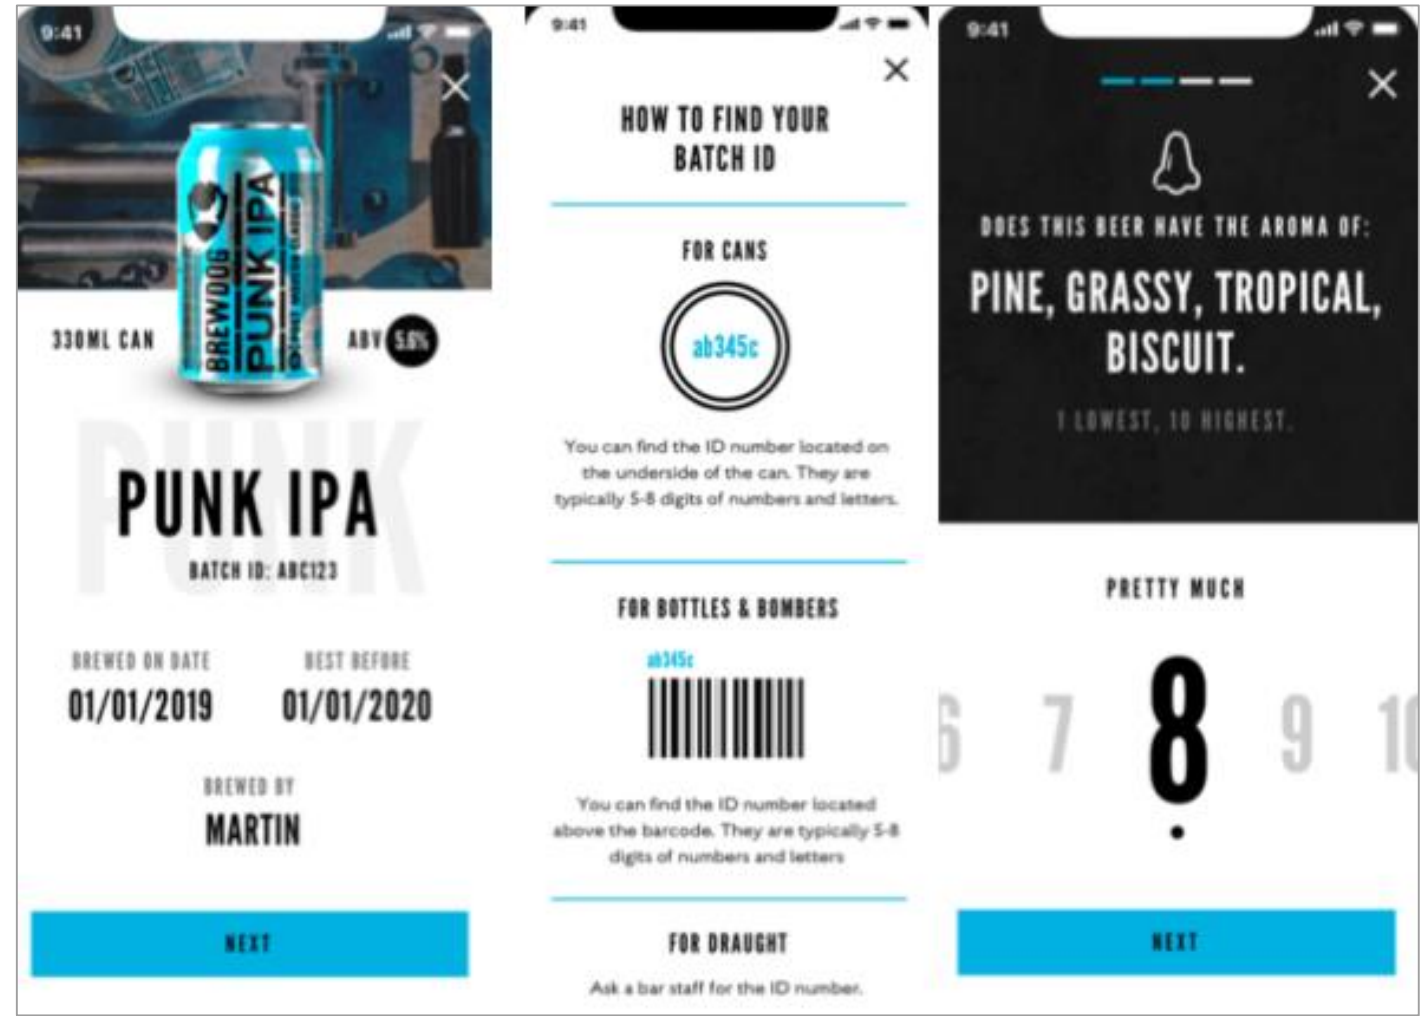 9:41
BREWDOG
PUNK IPA
330ML CAN
ABV 5.6%
PUNK
PUNK IPA
BATCH ID: ABC123
BREWED ON DATE
BEST BEFORE
01/01/2019
01/01/2020
BREWED BY
MARTIN
NEXT
9:41
HOW TO FIND YOUR
BATCH ID
FOR CANS
ab345c
You can find the ID number located on
the underside of the can. They are
typically 5-8 digits of numbers and letters.
FOR BOTTLES & BOMBERS
ab345c
You can find the ID number located
above the barcode. They are typically 5-8
digits of numbers and letters
FOR DRAUGHT
Ask a bar staff for the ID number.
9:41
DOES THIS BEER HAVE THE AROMA OF:
PINE, GRASSY, TROPICAL,
BISCUIT.
1 LOWEST, 10 HIGHEST.
PRETTY MUCH
6 7 8 9 10
NEXT